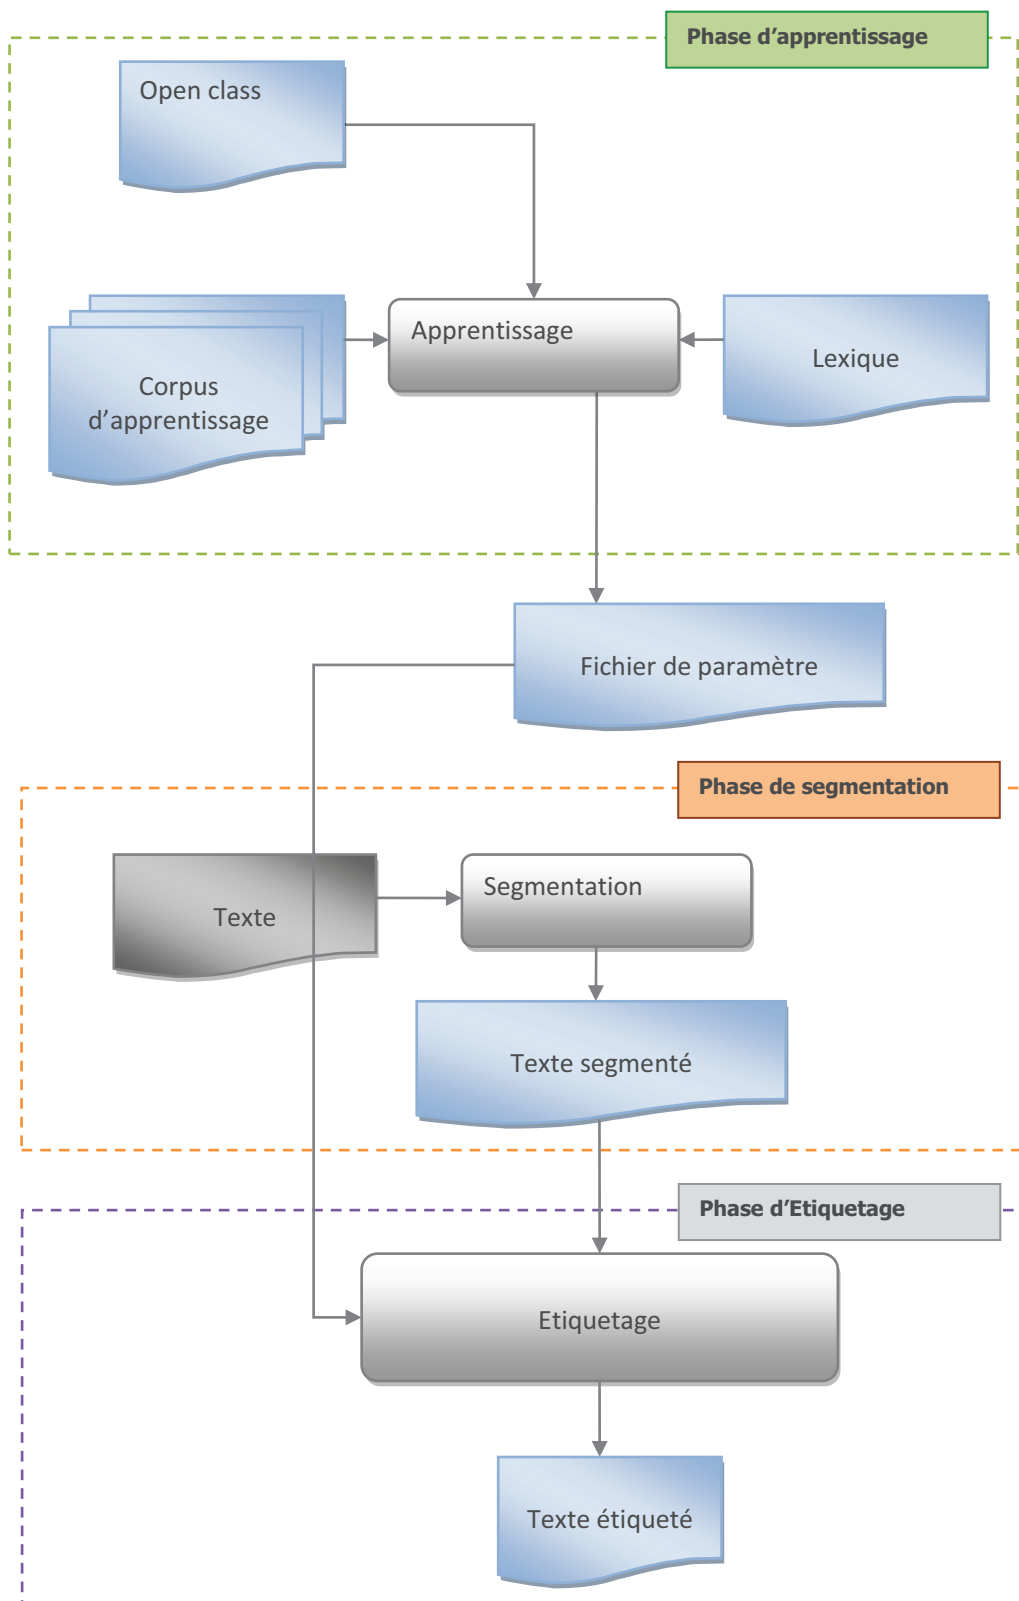 Phase d’apprentissage
Open class
Apprentissage
Lexique
Corpus
d’apprentissage
Fichier de paramètre
Phase de segmentation
Segmentation
Texte
Texte segmenté
Phase d’Etiquetage
Etiquetage
Texte étiqueté